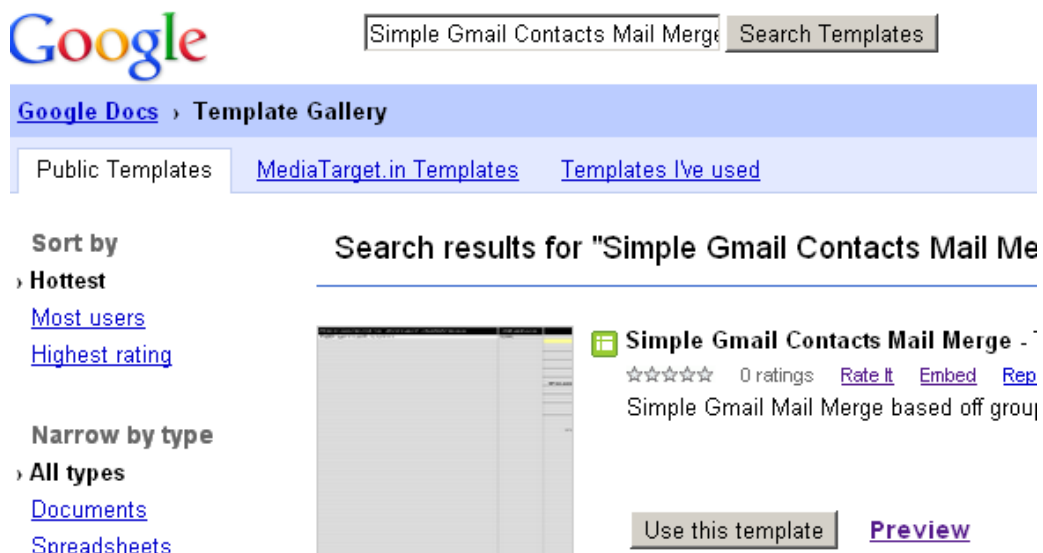 Google
Simple Gmail Contacts Mail Merge Search Templates
Google Docs › Template Gallery
Public Templates MediaTarget.in Templates Templates I've used
Sort by
› Hottest
Most users
Highest rating
Narrow by type
› All types
Documents
Spreadsheets
Search results for "Simple Gmail Contacts Mail Me
Simple Gmail Contacts Mail Merge -
0 ratings Rate It Embed Rep
Simple Gmail Mail Merge based off grou
Use this template Preview